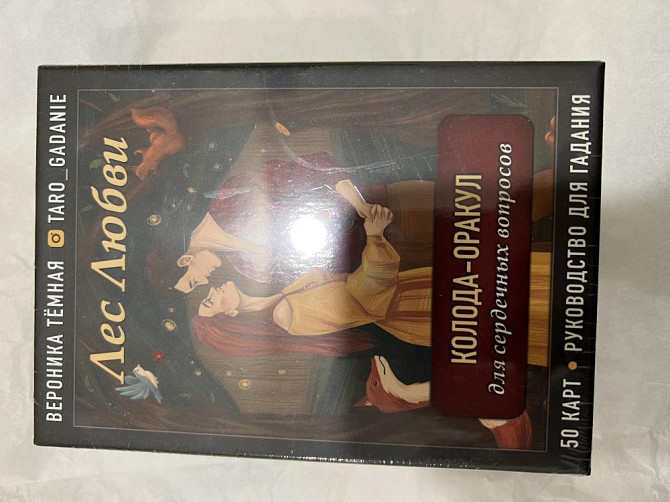 ВЕРОНИКА ТЁМНАЯ TARO_GADANIE
Лес Любви
КОЛОДА-ОРАКУЛ
для сердечных вопросов
50 КАРТ • РУКОВОДСТВО ДЛЯ ГАДАНИЯ